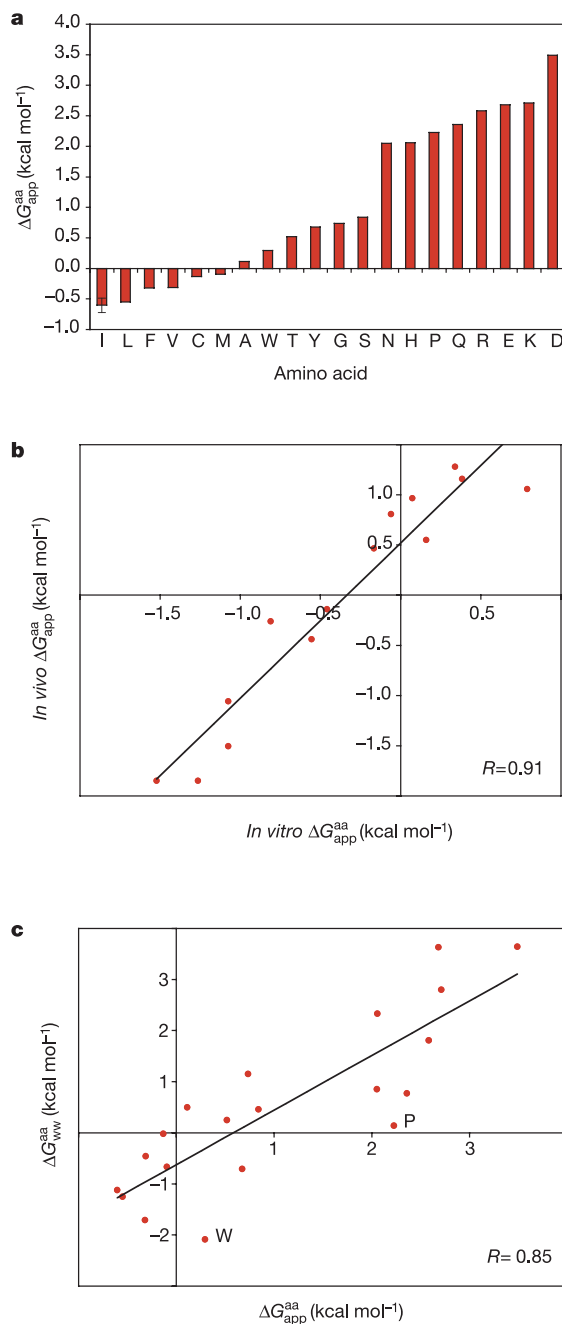 a
4.0
3.5
3.0
2.5
2.0
1.5
1.0
0.5
0.0
−0.5
−1.0
ΔG^aa_app (kcal mol⁻¹)
I L F V C M A W T Y G S N H P Q R E K D
Amino acid
b
1.0
0.5
−1.5 −1.0 −0.5 0.5
−0.5
−1.0
−1.5
In vivo ΔG^aa_app (kcal mol⁻¹)
R=0.91
In vitro ΔG^aa_app (kcal mol⁻¹)
c
3
2
1
P
1 2 3
−1
−2
W
ΔG^aa_ww (kcal mol⁻¹)
R= 0.85
ΔG^aa_app (kcal mol⁻¹)